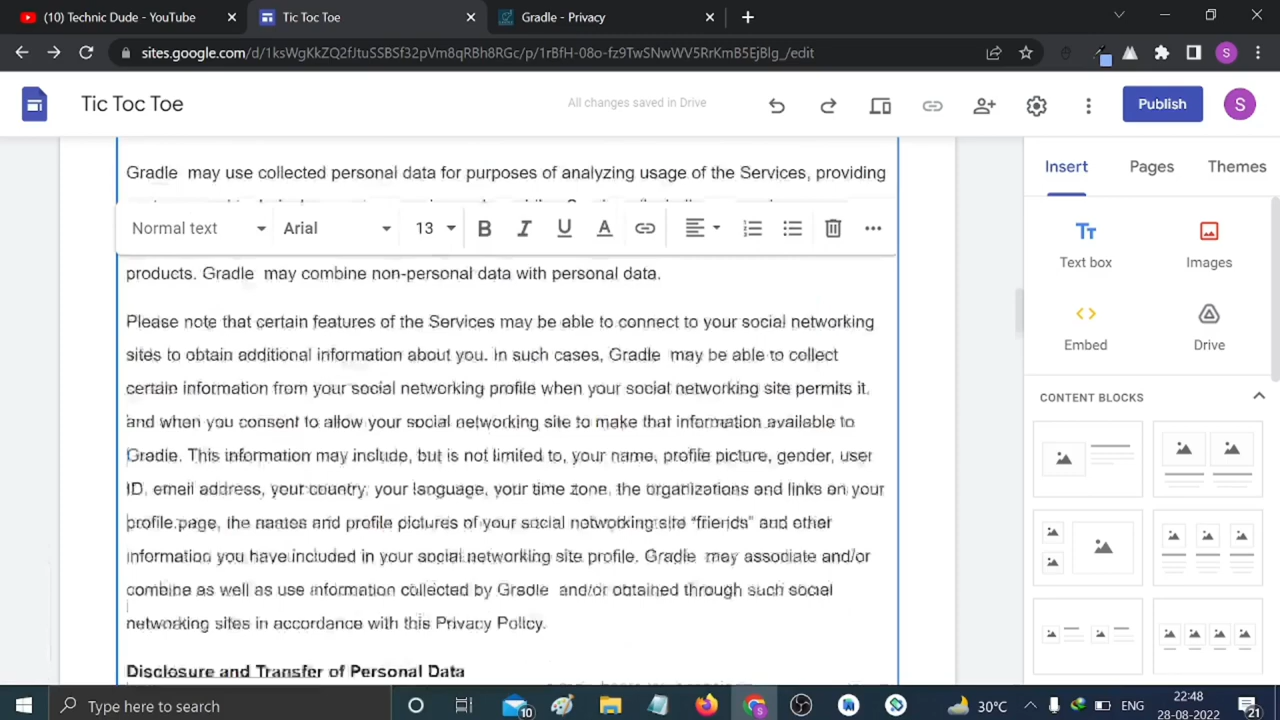 (10) Technic Dude - YouTube
Tic Toc Toe
Gradle - Privacy
sites.google.com/d/1ksWgKkZQ2fJtuSSBSf32pVm8qRBh8RGc/p/1rBfH-08o-fz9TwSNwWV5RrKmB5EjBlg_/edit
S
Tic Toc Toe
All changes saved in Drive
Publish
S
Insert
Pages
Themes
Gradle may use collected personal data for purposes of analyzing usage of the Services, providing
Normal text
Arial
13
B
I
U
A
products. Gradle may combine non-personal data with personal data.
Please note that certain features of the Services may be able to connect to your social networking
sites to obtain additional information about you. In such cases, Gradle may be able to collect
certain information from your social networking profile when your social networking site permits it,
and when you consent to allow your social networking site to make that information available to
Gradle. This information may include, but is not limited to, your name, profile picture, gender, user
ID, email address, your country, your language, your time zone, the organizations and links on your
profile page, the names and profile pictures of your social networking site “friends” and other
information you have included in your social networking site profile. Gradle may associate and/or
combine as well as use information collected by Gradle and/or obtained through such social
networking sites in accordance with this Privacy Policy.
Disclosure and Transfer of Personal Data
Tt
Text box
Images
Embed
Drive
CONTENT BLOCKS
Type here to search
10
30°C
ENG
22:48
28-08-2022
21